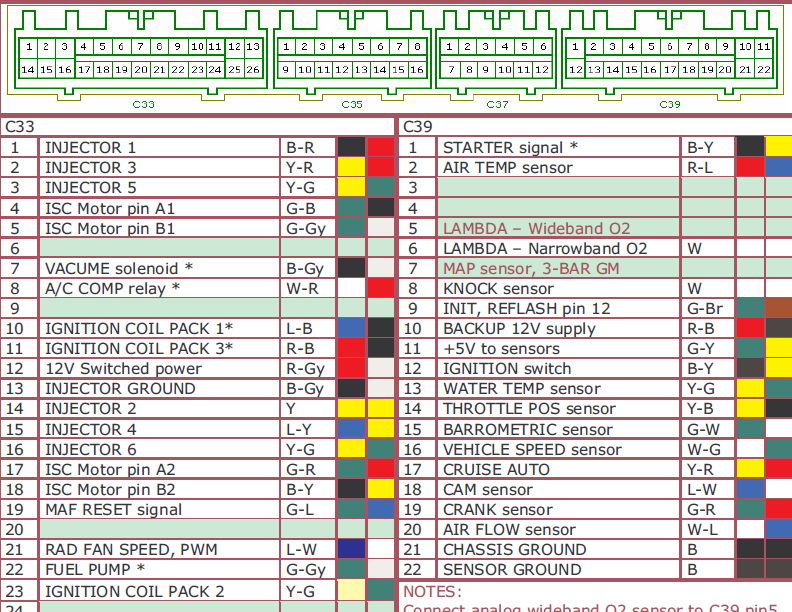 1 2 3 4 5 6 7 8 9 10 11 12 13
14 15 16 17 18 19 20 21 22 23 24 25 26
C33
1 2 3 4 5 6 7 8
9 10 11 12 13 14 15 16
C35
1 2 3 4 5 6
7 8 9 10 11 12
C37
1 2 3 4 5 6 7 8 9 10 11
12 13 14 15 16 17 18 19 20 21 22
C39
C33
1 INJECTOR 1 B-R
2 INJECTOR 3 Y-R
3 INJECTOR 5 Y-G
4 ISC Motor pin A1 G-B
5 ISC Motor pin B1 G-Gy
6
7 VACUME solenoid * B-Gy
8 A/C COMP relay * W-R
9
10 IGNITION COIL PACK 1* L-B
11 IGNITION COIL PACK 3* R-B
12 12V Switched power R-Gy
13 INJECTOR GROUND B-Gy
14 INJECTOR 2 Y
15 INJECTOR 4 L-Y
16 INJECTOR 6 Y-G
17 ISC Motor pin A2 G-R
18 ISC Motor pin B2 B-Y
19 MAF RESET signal G-L
20
21 RAD FAN SPEED, PWM L-W
22 FUEL PUMP * G-Gy
23 IGNITION COIL PACK 2 Y-G
24
C39
1 STARTER signal * B-Y
2 AIR TEMP sensor R-L
3
4
5 LAMBDA – Wideband O2
6 LAMBDA – Narrowband O2 W
7 MAP sensor, 3-BAR GM
8 KNOCK sensor W
9 INIT, REFLASH pin 12 G-Br
10 BACKUP 12V supply R-B
11 +5V to sensors G-Y
12 IGNITION switch B-Y
13 WATER TEMP sensor Y-G
14 THROTTLE POS sensor Y-B
15 BARROMETRIC sensor G-W
16 VEHICLE SPEED sensor W-G
17 CRUISE AUTO Y-R
18 CAM sensor L-W
19 CRANK sensor G-R
20 AIR FLOW sensor W-L
21 CHASSIS GROUND B
22 SENSOR GROUND B
NOTES:
Connect analog wideband O2 sensor to C39 pin5